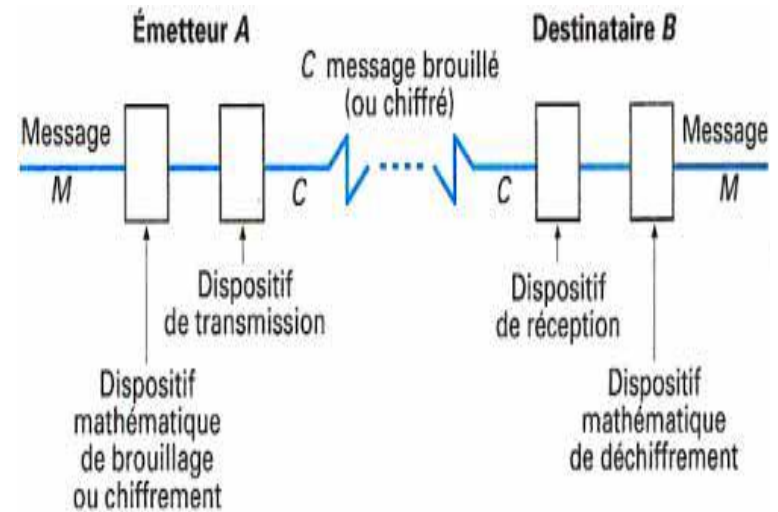 Émetteur A
Destinataire B
C message brouillé
(ou chiffré)
Message
M
C
C
Message
M
Dispositif
de transmission
Dispositif
de réception
Dispositif
mathématique
de brouillage
ou chiffrement
Dispositif
mathématique
de déchiffrement